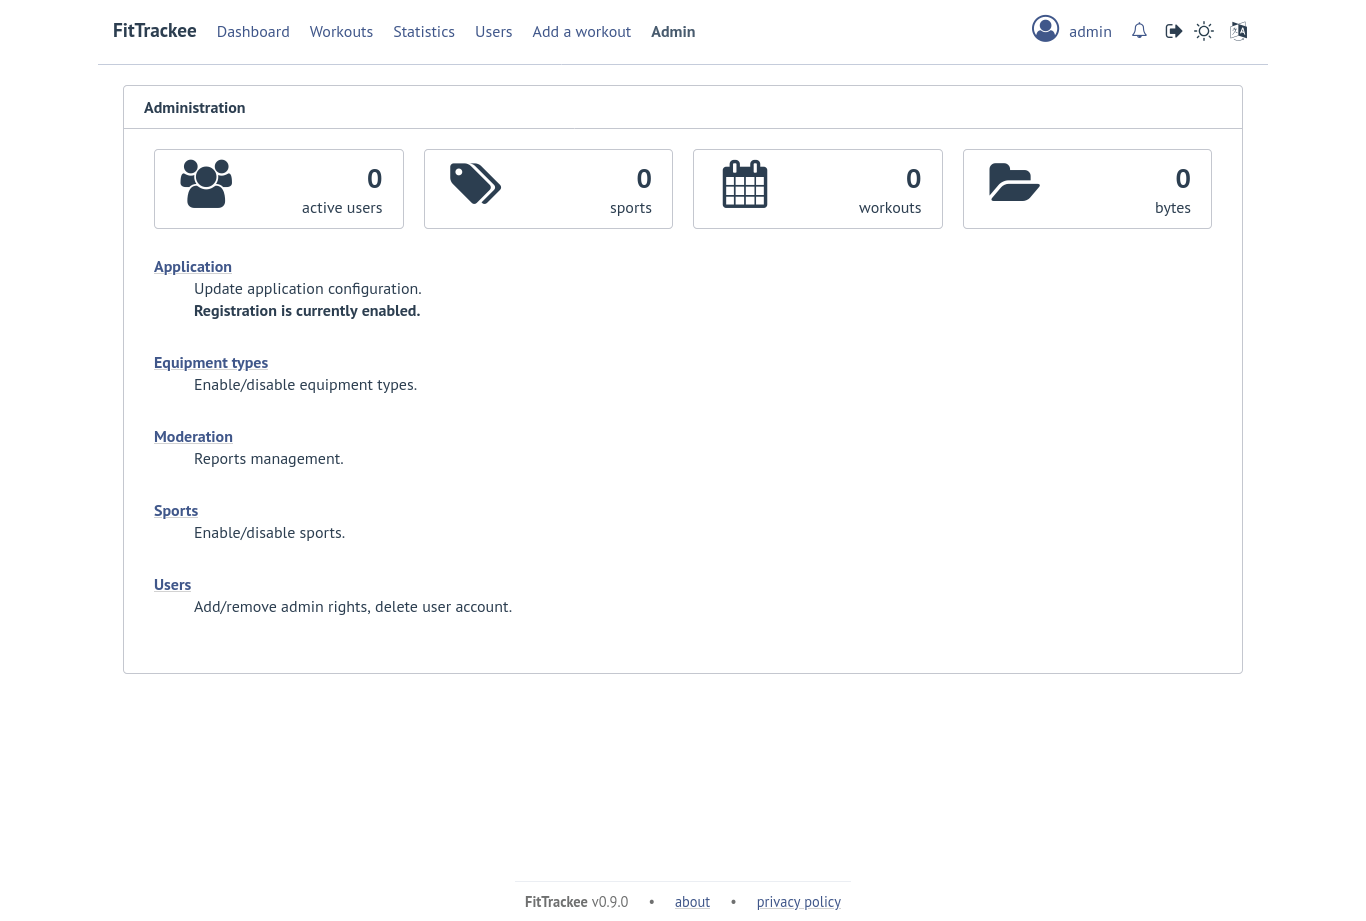 FitTrackee Dashboard Workouts Statistics Users Add a workout Admin admin
Administration
0
active users
0
sports
0
workouts
0
bytes
Application
Update application configuration.
Registration is currently enabled.
Equipment types
Enable/disable equipment types.
Moderation
Reports management.
Sports
Enable/disable sports.
Users
Add/remove admin rights, delete user account.
FitTrackee v0.9.0 • about • privacy policy